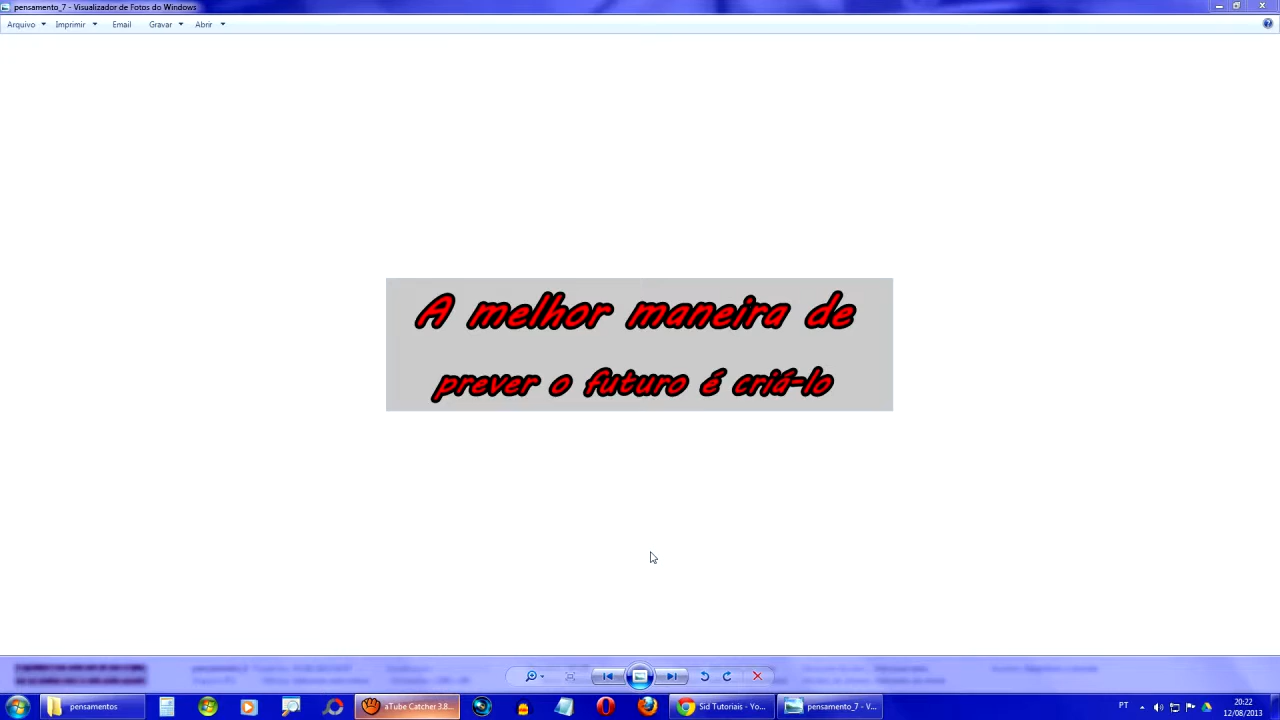 pensamento_7 - Visualizador de Fotos do Windows
Arquivo Imprimir Email Gravar Abrir
A melhor maneira de
prever o futuro é criá-lo
pensamentos aTube Catcher 3.8... Sid Tutoriais - Yo... pensamento_7 - V... PT 20:22
12/08/2013